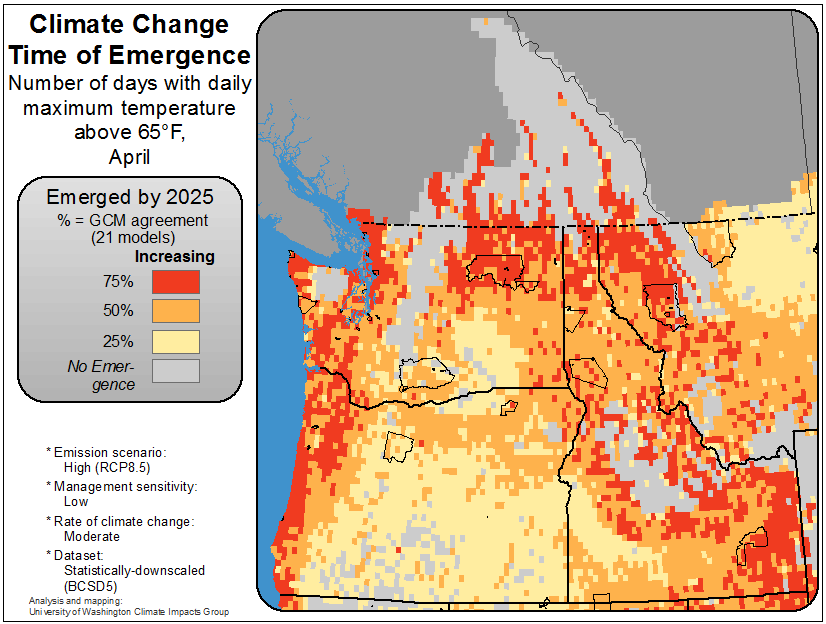 Climate Change
Time of Emergence
Number of days with daily
maximum temperature
above 65°F,
April
Emerged by 2025
% = GCM agreement
(21 models)
Increasing
75%
50%
25%
No Emer-
gence
* Emission scenario:
High (RCP8.5)
* Management sensitivity:
Low
* Rate of climate change:
Moderate
* Dataset:
Statistically-downscaled
(BCSD5)
Analysis and mapping:
University of Washington Climate Impacts Group